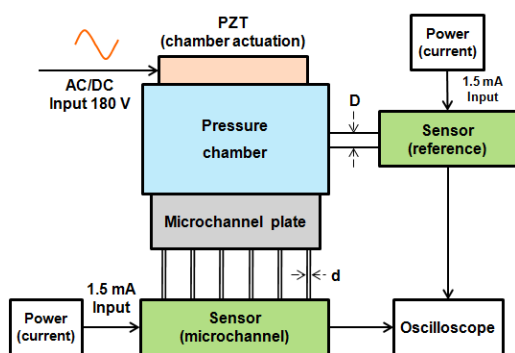 PZT
(chamber actuation)
Power
(current)
AC/DC
Input 180 V
1.5 mA
Input
D
Pressure
chamber
Sensor
(reference)
Microchannel plate
d
1.5 mA
Input
Power
(current)
Sensor
(microchannel)
Oscilloscope